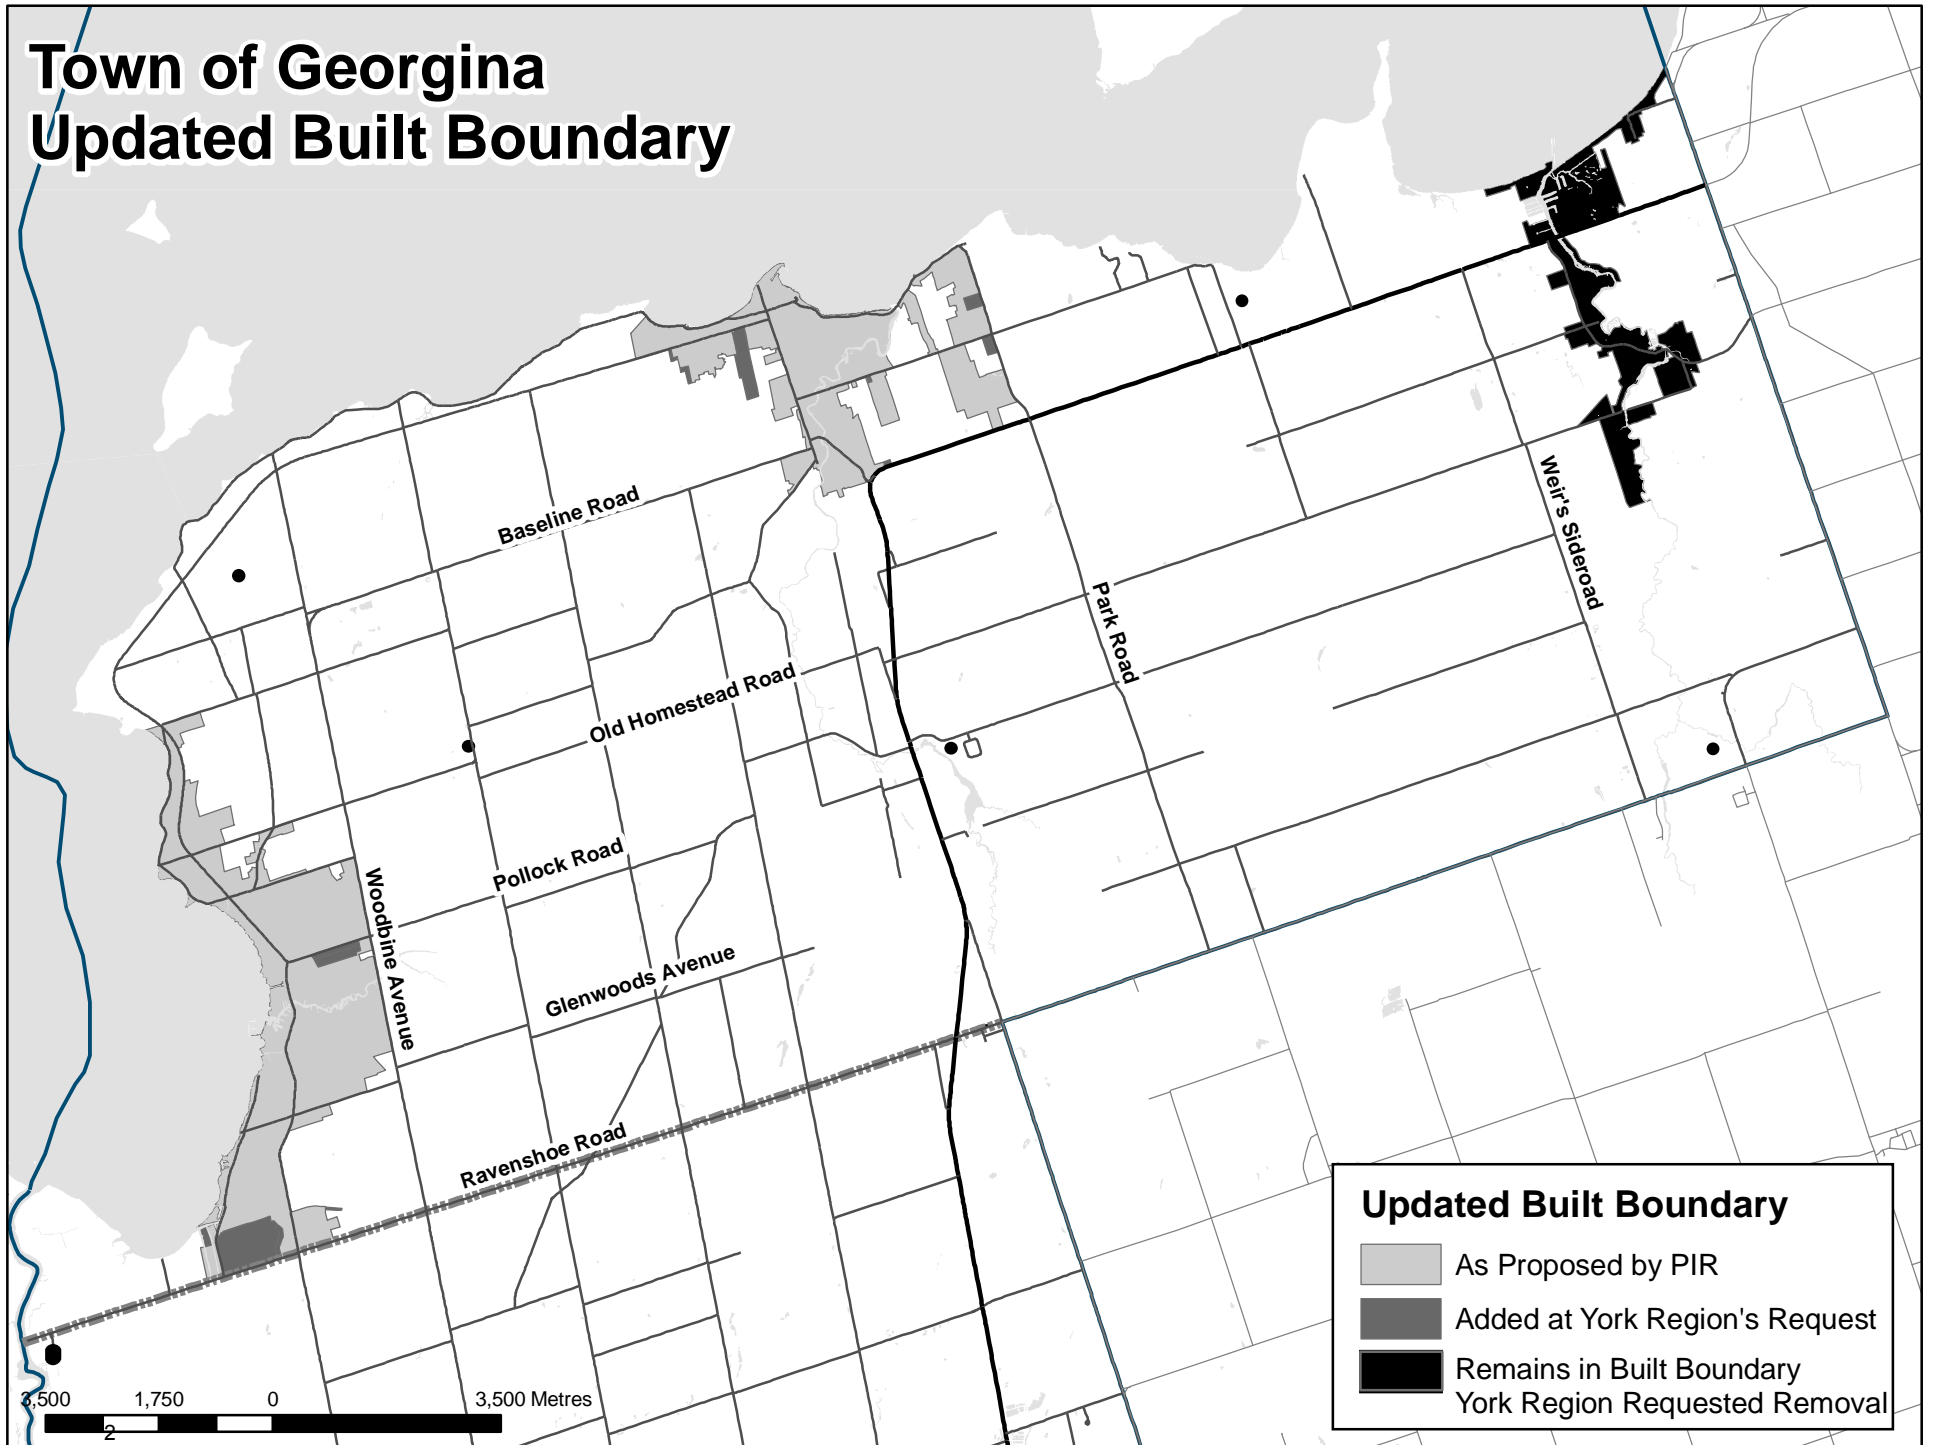 Town of Georgina
Updated Built Boundary
Baseline Road
Weir's Sideroad
Park Road
Old Homestead Road
Pollock Road
Woodbine Avenue
Glenwoods Avenue
Ravenshoe Road
Updated Built Boundary
As Proposed by PIR
Added at York Region's Request
Remains in Built Boundary
York Region Requested Removal
3,500 1,750 0 3,500 Metres
2